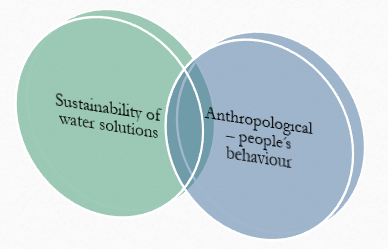 Sustainability of
water solutions
Anthropological
– people's
behaviour